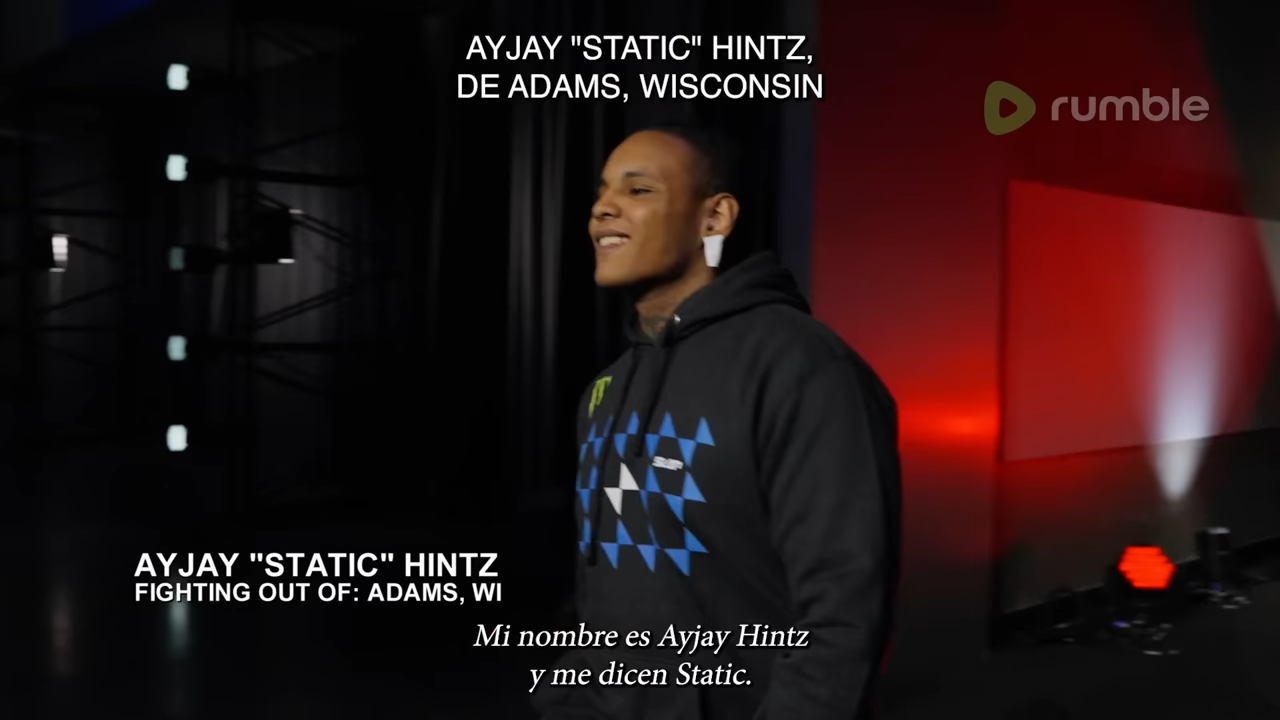 AYJAY "STATIC" HINTZ,
DE ADAMS, WISCONSIN
rumble
AYJAY "STATIC" HINTZ
FIGHTING OUT OF: ADAMS, WI
Mi nombre es Ayjay Hintz
y me dicen Static.